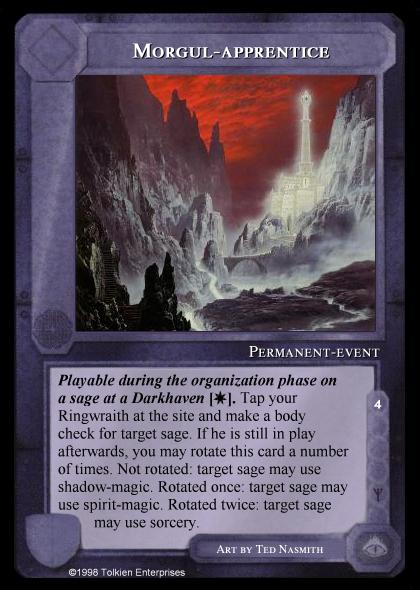 Morgul-apprentice
Permanent-event
Playable during the organization phase on
a sage at a Darkhaven [☀]. Tap your
Ringwraith at the site and make a body
check for target sage. If he is still in play
afterwards, you may rotate this card a number
of times. Not rotated: target sage may use
shadow-magic. Rotated once: target sage may
use spirit-magic. Rotated twice: target sage
may use sorcery.
4
Art by Ted Nasmith
©1998 Tolkien Enterprises